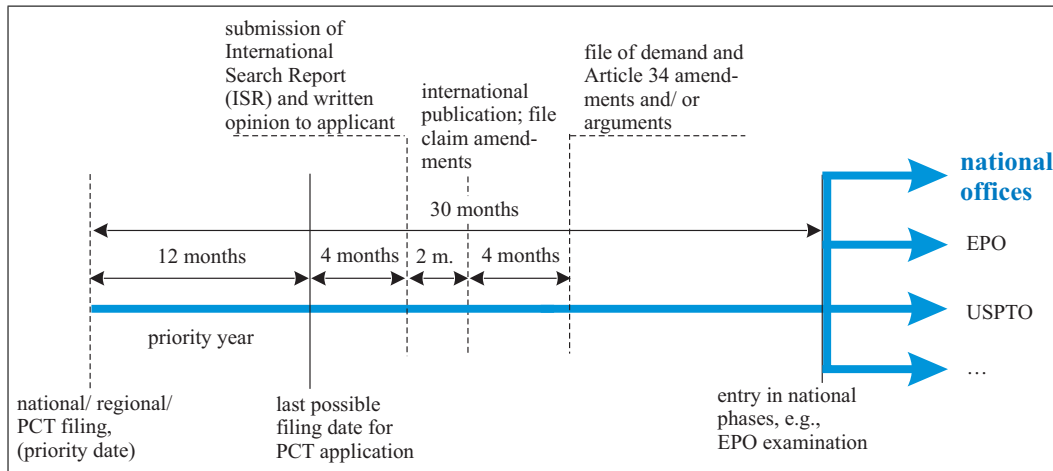 submission of
International
Search Report
(ISR) and written
opinion to applicant
international
publication; file
claim amend-
ments
file of demand and
Article 34 amend-
ments and/ or
arguments
national
offices
30 months
EPO
12 months
4 months
2 m.
4 months
USPTO
priority year
...
national/ regional/
PCT filing,
(priority date)
last possible
filing date for
PCT application
entry in national
phases, e.g.,
EPO examination